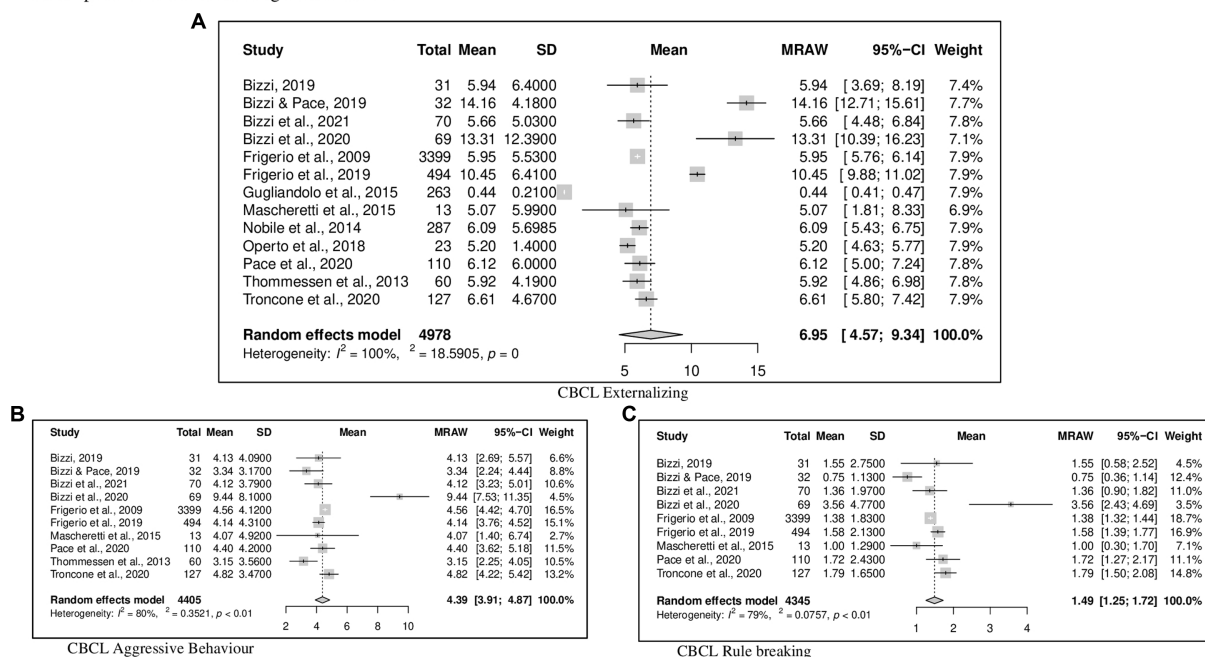 A
Study Total Mean SD Mean MRAW 95%−CI Weight
Bizzi, 2019 31 5.94 6.4000 5.94 [ 3.69; 8.19] 7.4%
Bizzi & Pace, 2019 32 14.16 4.1800 14.16 [12.71; 15.61] 7.7%
Bizzi et al., 2021 70 5.66 5.0300 5.66 [ 4.48; 6.84] 7.8%
Bizzi et al., 2020 69 13.31 12.3900 13.31 [10.39; 16.23] 7.1%
Frigerio et al., 2009 3399 5.95 5.5300 5.95 [ 5.76; 6.14] 7.9%
Frigerio et al., 2019 494 10.45 6.4100 10.45 [ 9.88; 11.02] 7.9%
Gugliandolo et al., 2015 263 0.44 0.2100 0.44 [ 0.41; 0.47] 7.9%
Mascheretti et al., 2015 13 5.07 5.9900 5.07 [ 1.81; 8.33] 6.9%
Nobile et al., 2014 287 6.09 5.6985 6.09 [ 5.43; 6.75] 7.9%
Operto et al., 2018 23 5.20 1.4000 5.20 [ 4.63; 5.77] 7.9%
Pace et al., 2020 110 6.12 6.0000 6.12 [ 5.00; 7.24] 7.8%
Thommessen et al., 2013 60 5.92 4.1900 5.92 [ 4.86; 6.98] 7.8%
Troncone et al., 2020 127 6.61 4.6700 6.61 [ 5.80; 7.42] 7.9%
Random effects model 4978 6.95 [ 4.57; 9.34] 100.0%
Heterogeneity: I² = 100%, ² = 18.5905, p = 0
5 10 15
CBCL Externalizing
B
Study Total Mean SD Mean MRAW 95%−CI Weight
Bizzi, 2019 31 4.13 4.0900 4.13 [2.69; 5.57] 6.6%
Bizzi & Pace, 2019 32 3.34 3.1700 3.34 [2.24; 4.44] 8.8%
Bizzi et al., 2021 70 4.12 3.7900 4.12 [3.23; 5.01] 10.6%
Bizzi et al., 2020 69 9.44 8.1000 9.44 [7.53; 11.35] 4.5%
Frigerio et al., 2009 3399 4.56 4.1200 4.56 [4.42; 4.70] 16.5%
Frigerio et al., 2019 494 4.14 4.3100 4.14 [3.76; 4.52] 15.1%
Mascheretti et al., 2015 13 4.07 4.9200 4.07 [1.40; 6.74] 2.7%
Pace et al., 2020 110 4.40 4.2000 4.40 [3.62; 5.18] 11.5%
Thommessen et al., 2013 60 3.15 3.5600 3.15 [2.25; 4.05] 10.5%
Troncone et al., 2020 127 4.82 3.4700 4.82 [4.22; 5.42] 13.2%
Random effects model 4405 4.39 [3.91; 4.87] 100.0%
Heterogeneity: I² = 80%, ² = 0.3521, p < 0.01
2 4 6 8 10
CBCL Aggressive Behaviour
C
Study Total Mean SD Mean MRAW 95%−CI Weight
Bizzi, 2019 31 1.55 2.7500 1.55 [0.58; 2.52] 4.5%
Bizzi & Pace, 2019 32 0.75 1.1300 0.75 [0.36; 1.14] 12.4%
Bizzi et al., 2021 70 1.36 1.9700 1.36 [0.90; 1.82] 11.0%
Bizzi et al., 2020 69 3.56 4.7700 3.56 [2.43; 4.69] 3.5%
Frigerio et al., 2009 3399 1.38 1.8300 1.38 [1.32; 1.44] 18.7%
Frigerio et al., 2019 494 1.58 2.1300 1.58 [1.39; 1.77] 16.9%
Mascheretti et al., 2015 13 1.00 1.2900 1.00 [0.30; 1.70] 7.1%
Pace et al., 2020 110 1.72 2.4300 1.72 [1.27; 2.17] 11.1%
Troncone et al., 2020 127 1.79 1.6500 1.79 [1.50; 2.08] 14.8%
Random effects model 4345 1.49 [1.25; 1.72] 100.0%
Heterogeneity: I² = 79%, ² = 0.0757, p < 0.01
1 2 3 4
CBCL Rule breaking